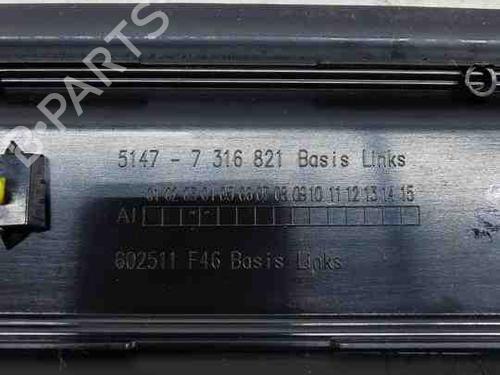 5147 - 7 316 821 Basis Links
01 02 03 04 05 06 07 08 09 10 11 12 13 14 15
AI
602511 F46 Basis Links
B-PARTS